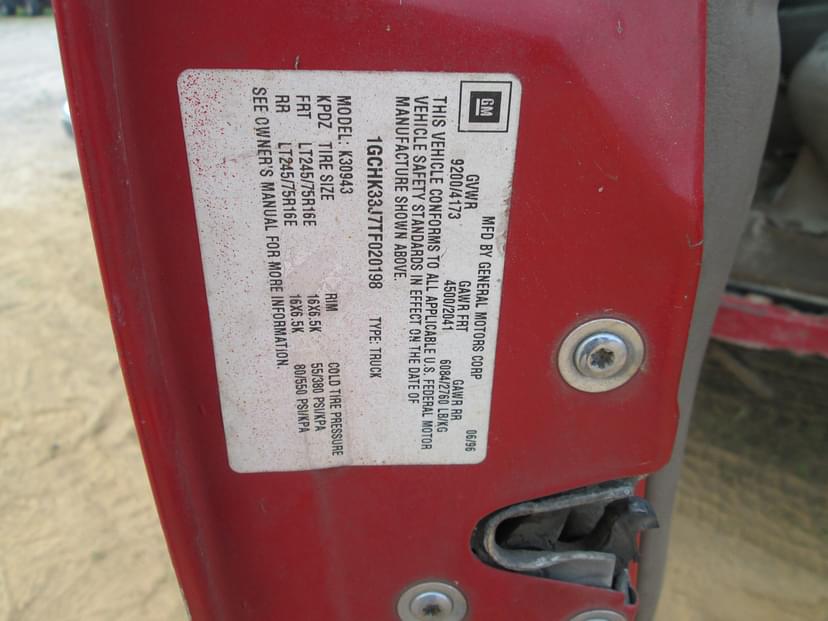 GM
MFD BY GENERAL MOTORS CORP 06/96
GVWR GAWR FRT GAWR RR
9200/4173 4500/2041 6084/2760 LB/KG
THIS VEHICLE CONFORMS TO ALL APPLICABLE U.S. FEDERAL MOTOR
VEHICLE SAFETY STANDARDS IN EFFECT ON THE DATE OF
MANUFACTURE SHOWN ABOVE.
1GCHK33J7TF020198 TYPE: TRUCK
MODEL: K30943
KPDZ TIRE SIZE RIM COLD TIRE PRESSURE
FRT LT245/75R16E 16X6.5K 55/380 PSI/KPA
RR LT245/75R16E 16X6.5K 80/550 PSI/KPA
SEE OWNER'S MANUAL FOR MORE INFORMATION.